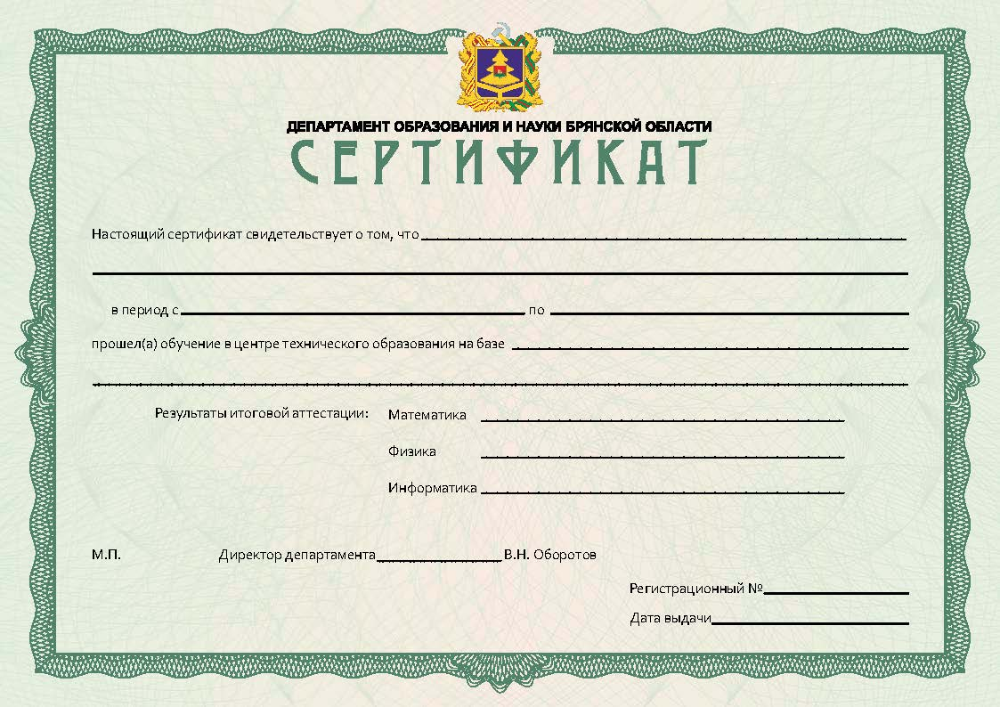 ДЕПАРТАМЕНТ ОБРАЗОВАНИЯ И НАУКИ БРЯНСКОЙ ОБЛАСТИ
СЕРТИФИКАТ
Настоящий сертификат свидетельствует о том, что
в период с по
прошел(а) обучение в центре технического образования на базе
Результаты итоговой аттестации: Математика
Физика
Информатика
М.П. Директор департамента В.Н. Оборотов
Регистрационный №
Дата выдачи